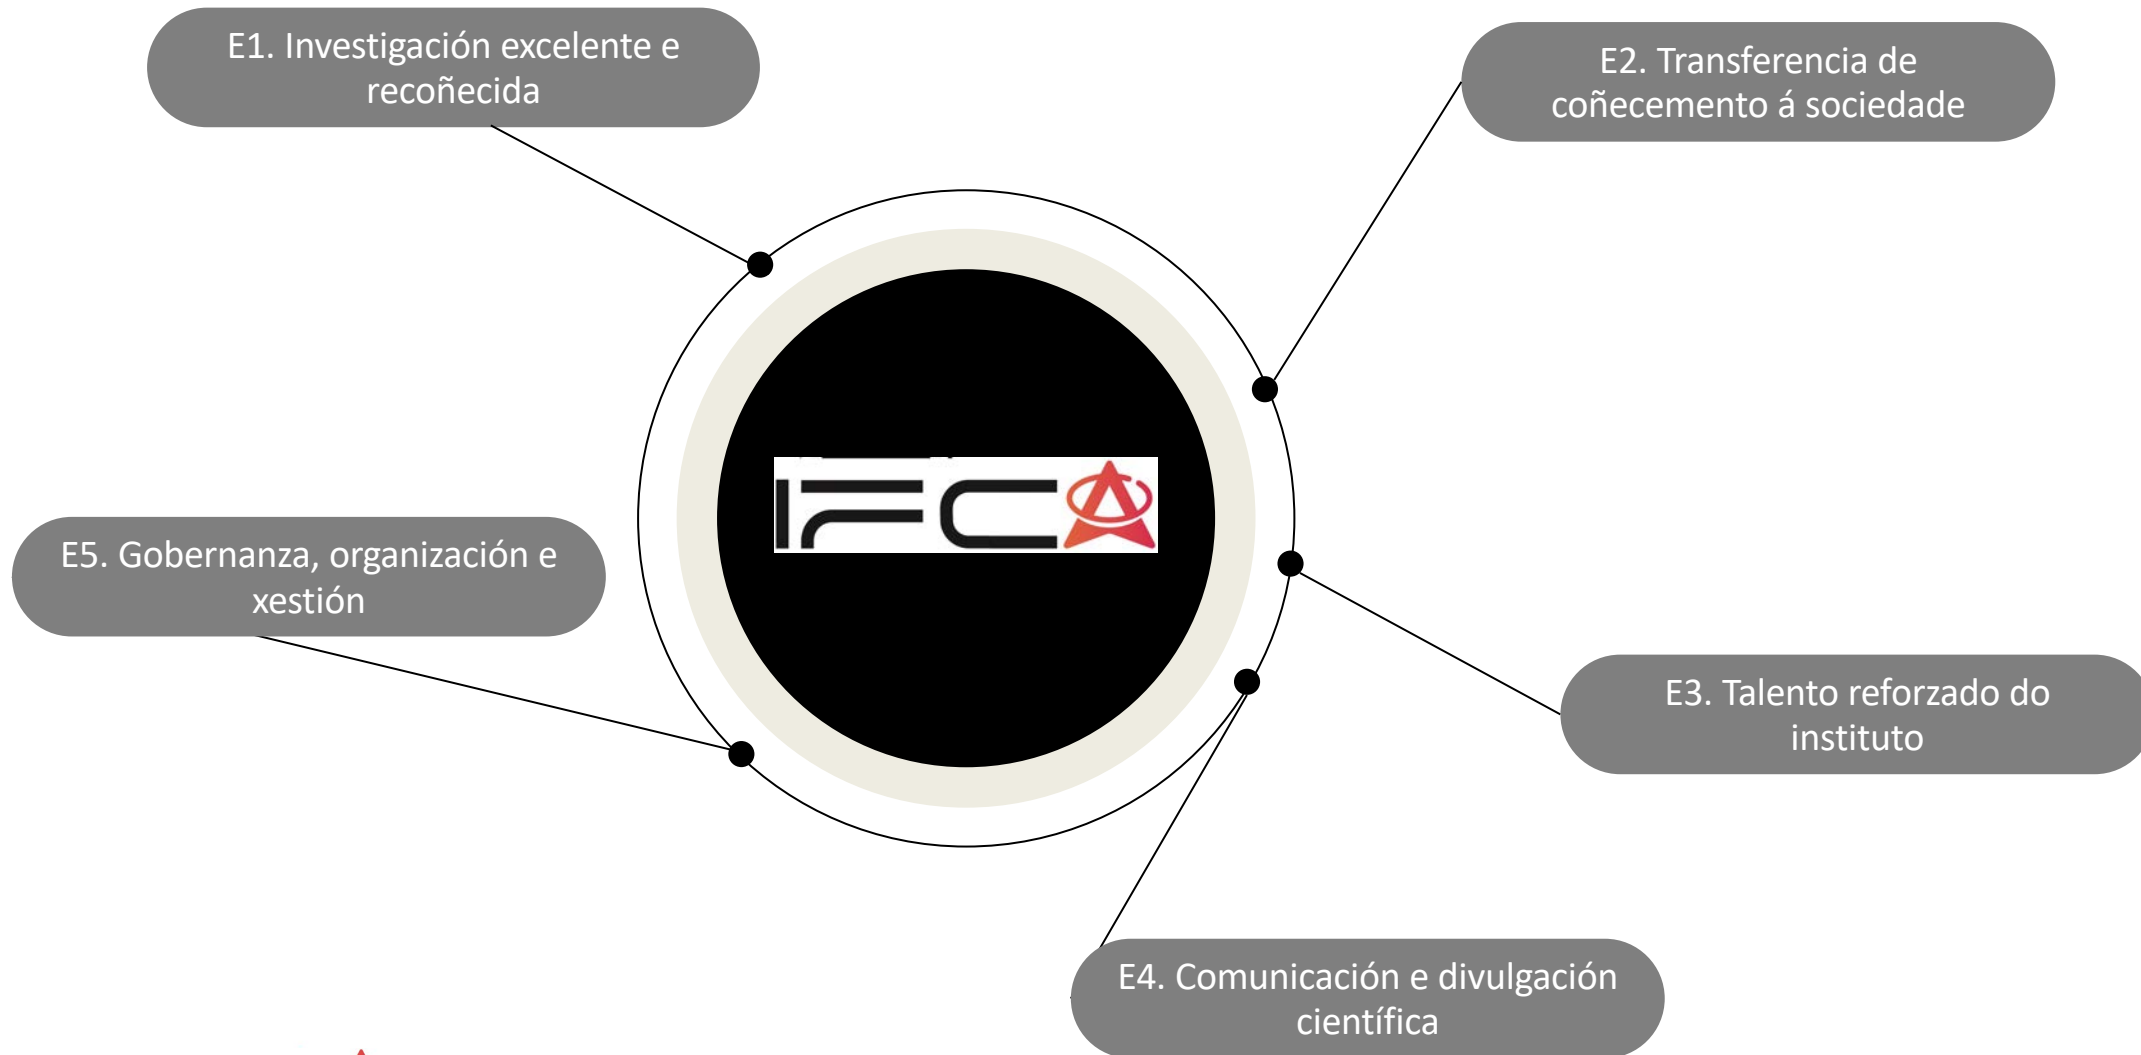 E1. Investigación excelente e
recoñecida
E2. Transferencia de
coñecemento á sociedade
IFCA
E5. Gobernanza, organización e
xestión
E3. Talento reforzado do
instituto
E4. Comunicación e divulgación
científica